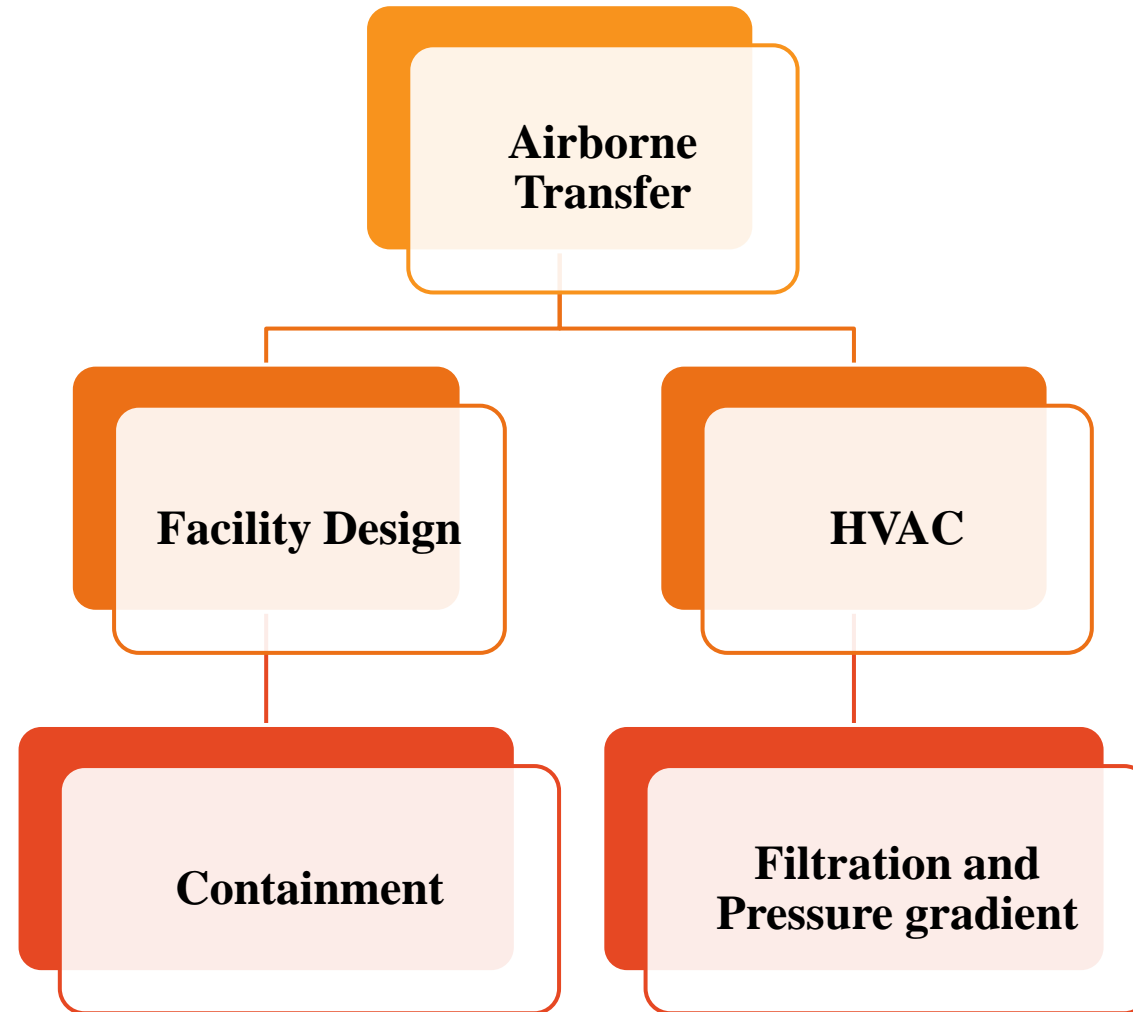 Airborne
Transfer
Facility Design
HVAC
Containment
Filtration and
Pressure gradient